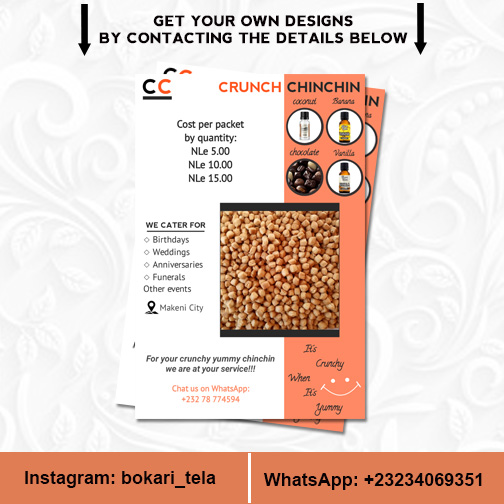 GET YOUR OWN DESIGNS
BY CONTACTING THE DETAILS BELOW
CC
CRUNCH CHINCHIN
coconut
Banana
chocolate
Vanilla
Cost per packet
by quantity:
NLe 5.00
NLe 10.00
NLe 15.00
WE CATER FOR
Birthdays
Weddings
Anniversaries
Funerals
Other events
Makeni City
For your crunchy yummy chinchin
we are at your service!!!
Chat us on WhatsApp:
+232 78 774594
It's
Crunchy
When
It's
Yummy
Instagram: bokari_tela
WhatsApp: +23234069351